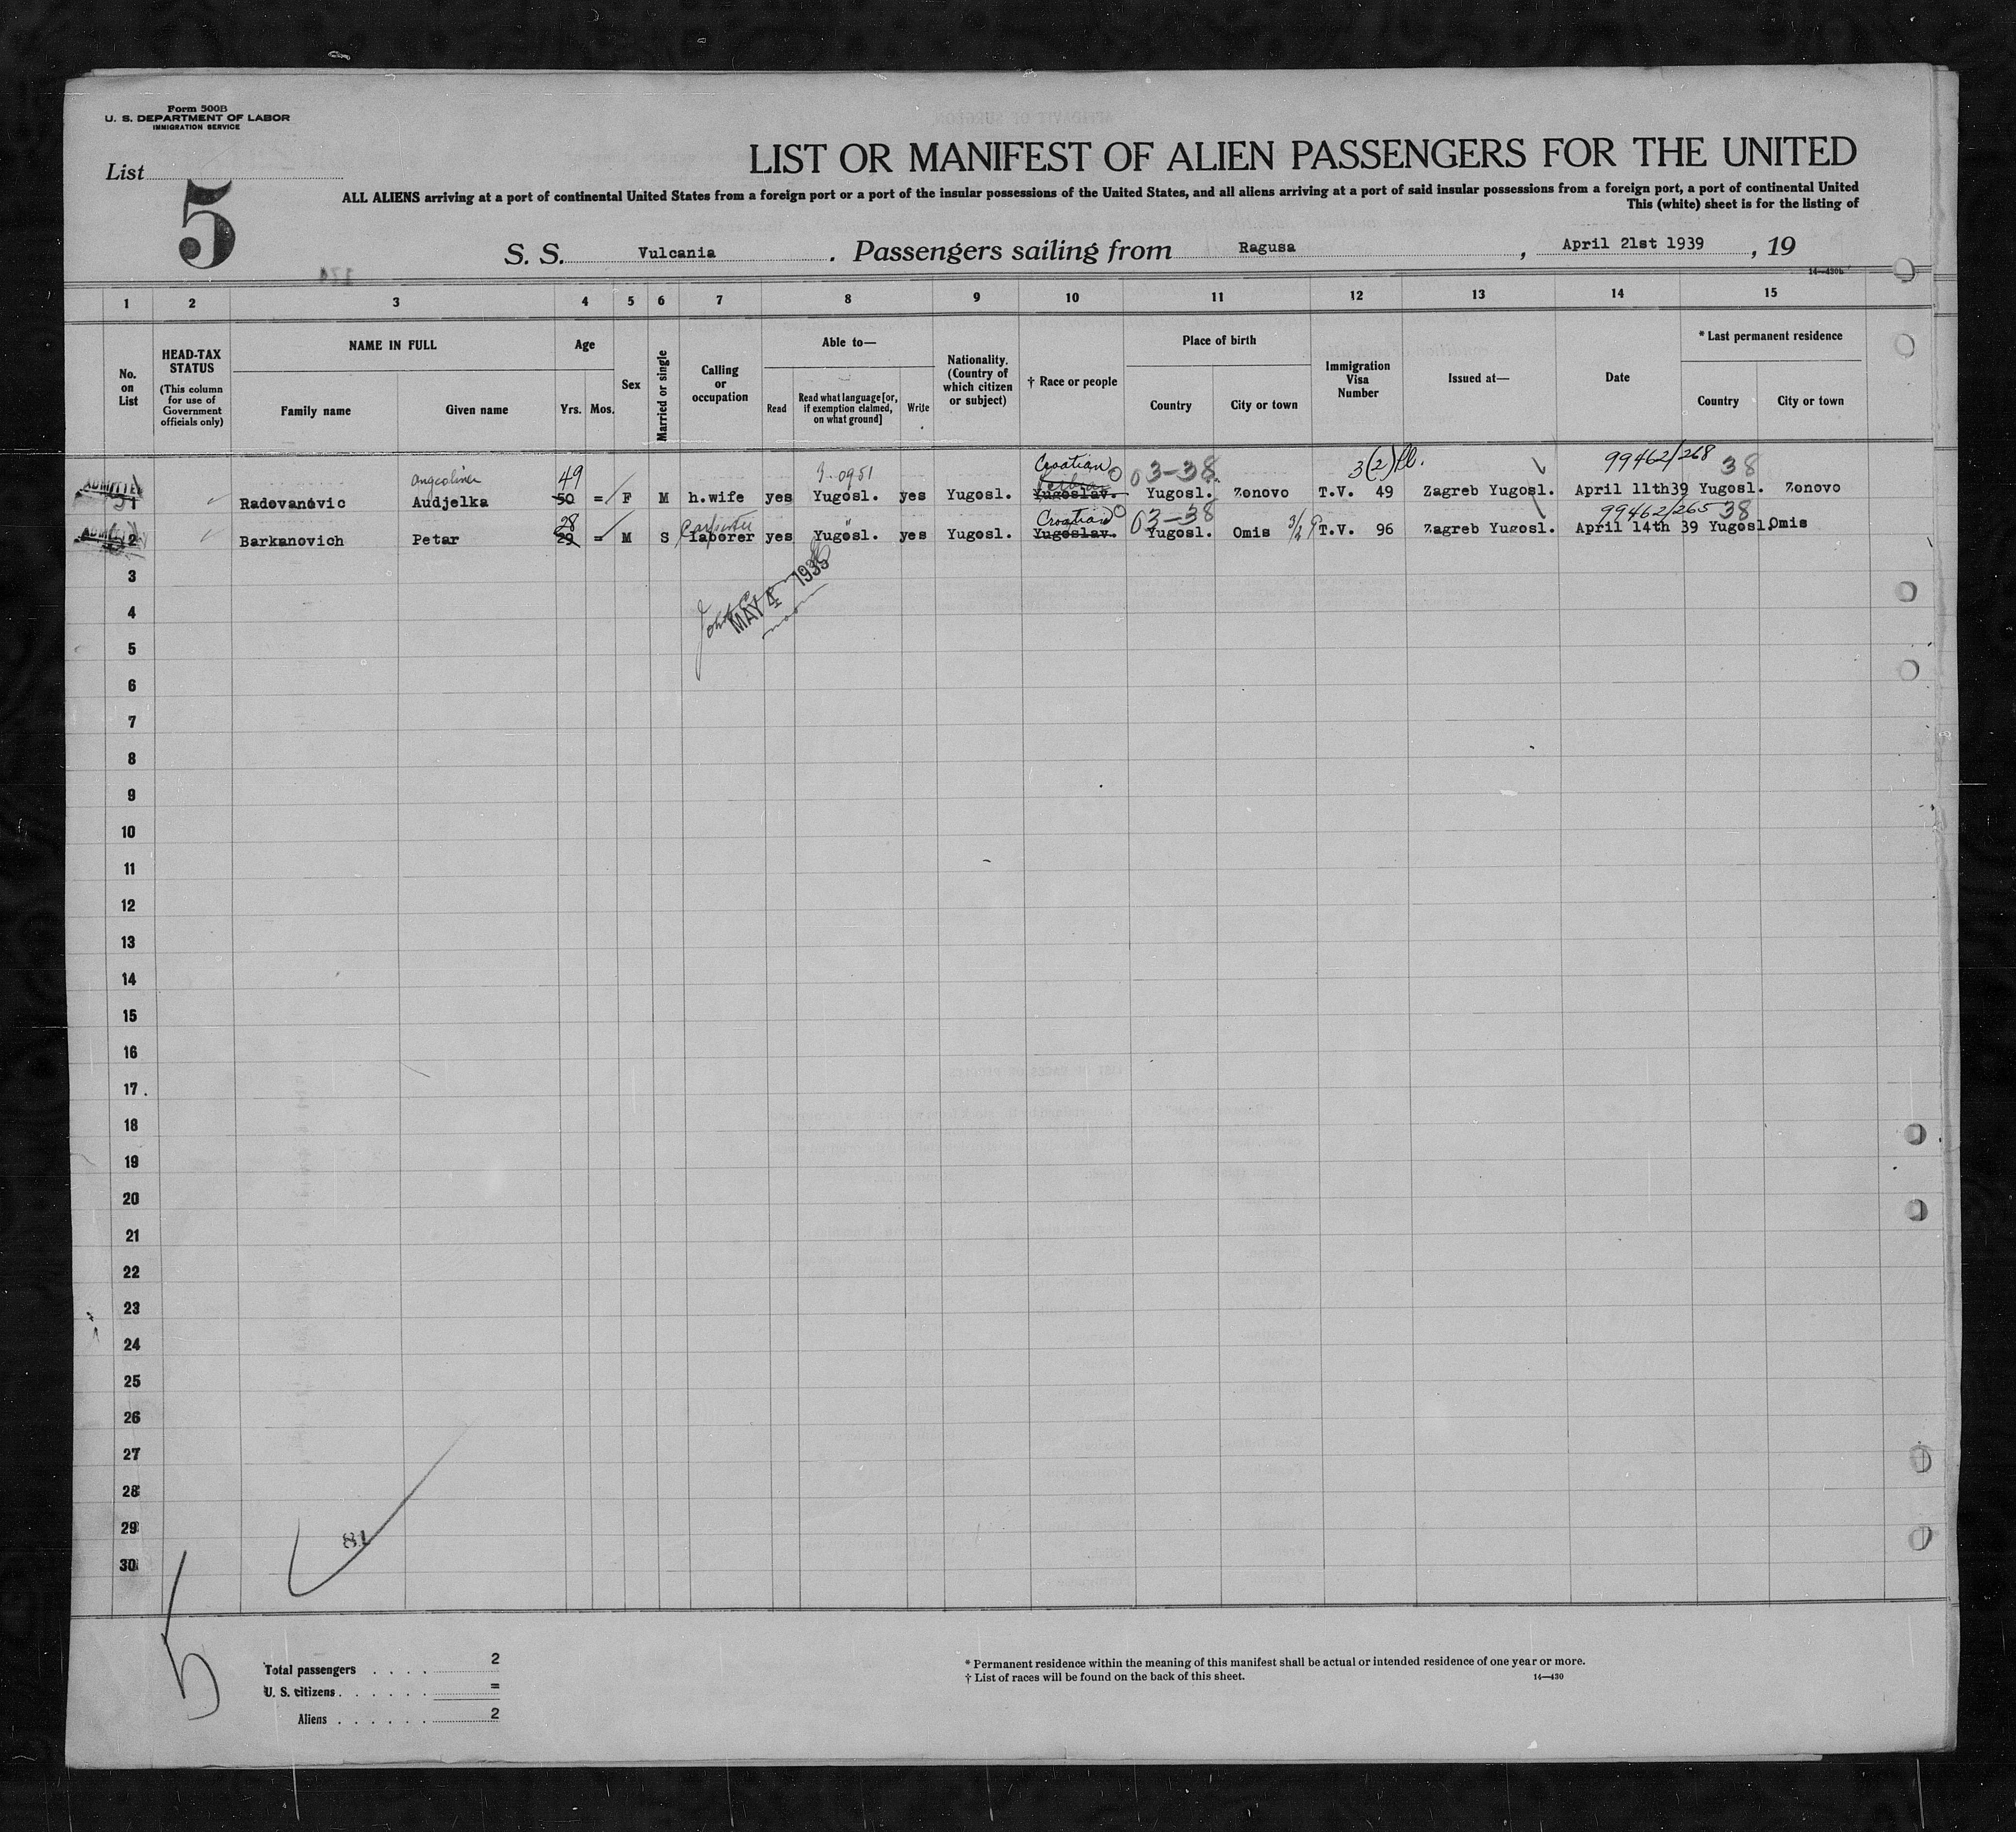 Form 500B
U. S. DEPARTMENT OF LABOR
IMMIGRATION SERVICE
List
5
LIST OR MANIFEST OF ALIEN PASSENGERS FOR THE UNITED
ALL ALIENS arriving at a port of continental United States from a foreign port or a port of the insular possessions of the United States, and all aliens arriving at a port of said insular possessions from a foreign port, a port of continental United
This (white) sheet is for the listing of
S. S. Vulcania . Passengers sailing from Ragusa , April 21st 1939 , 19
14—430b
1 2 3 4 5 6 7 8 9 10 11 12 13 14 15
No. on List
HEAD-TAX STATUS
(This column for use of Government officials only)
NAME IN FULL
Family name Given name
Age
Yrs. Mos.
Sex
Married or single
Calling or occupation
Able to—
Read
Read what language [or, if exemption claimed, on what ground]
Write
Nationality. (Country of which citizen or subject)
† Race or people
Place of birth
Country City or town
Immigration Visa Number
Issued at—
Date
* Last permanent residence
Country City or town
49 Croatian 03-38 3(2) 99462/268 38
ADMITTED 1 Radovanovic Audjelka 50 = F M h.wife yes Yugosl. yes Yugosl. Yugoslav. Yugosl. Zonovo T.V. 49 Zagreb Yugosl. April 11th39 Yugosl. Zonovo
28 Carpenter " Croatian 03-38 99462/265 38
2 Barkanovich Petar 29 = M S laborer yes Yugosl. yes Yugosl. Yugoslav. Yugosl. Omis T.V. 96 Zagreb Yugosl. April 14th 39 Yugosl. Omis
MAY 4 1939
3
4
5
6
7
8
9
10
11
12
13
14
15
16
17
18
19
20
21
22
23
24
25
26
27
28
29
30
81
5
Total passengers . . . . 2
U. S. citizens . . . . . . =
Aliens . . . . . . 2
* Permanent residence within the meaning of this manifest shall be actual or intended residence of one year or more.
† List of races will be found on the back of this sheet.
14—430